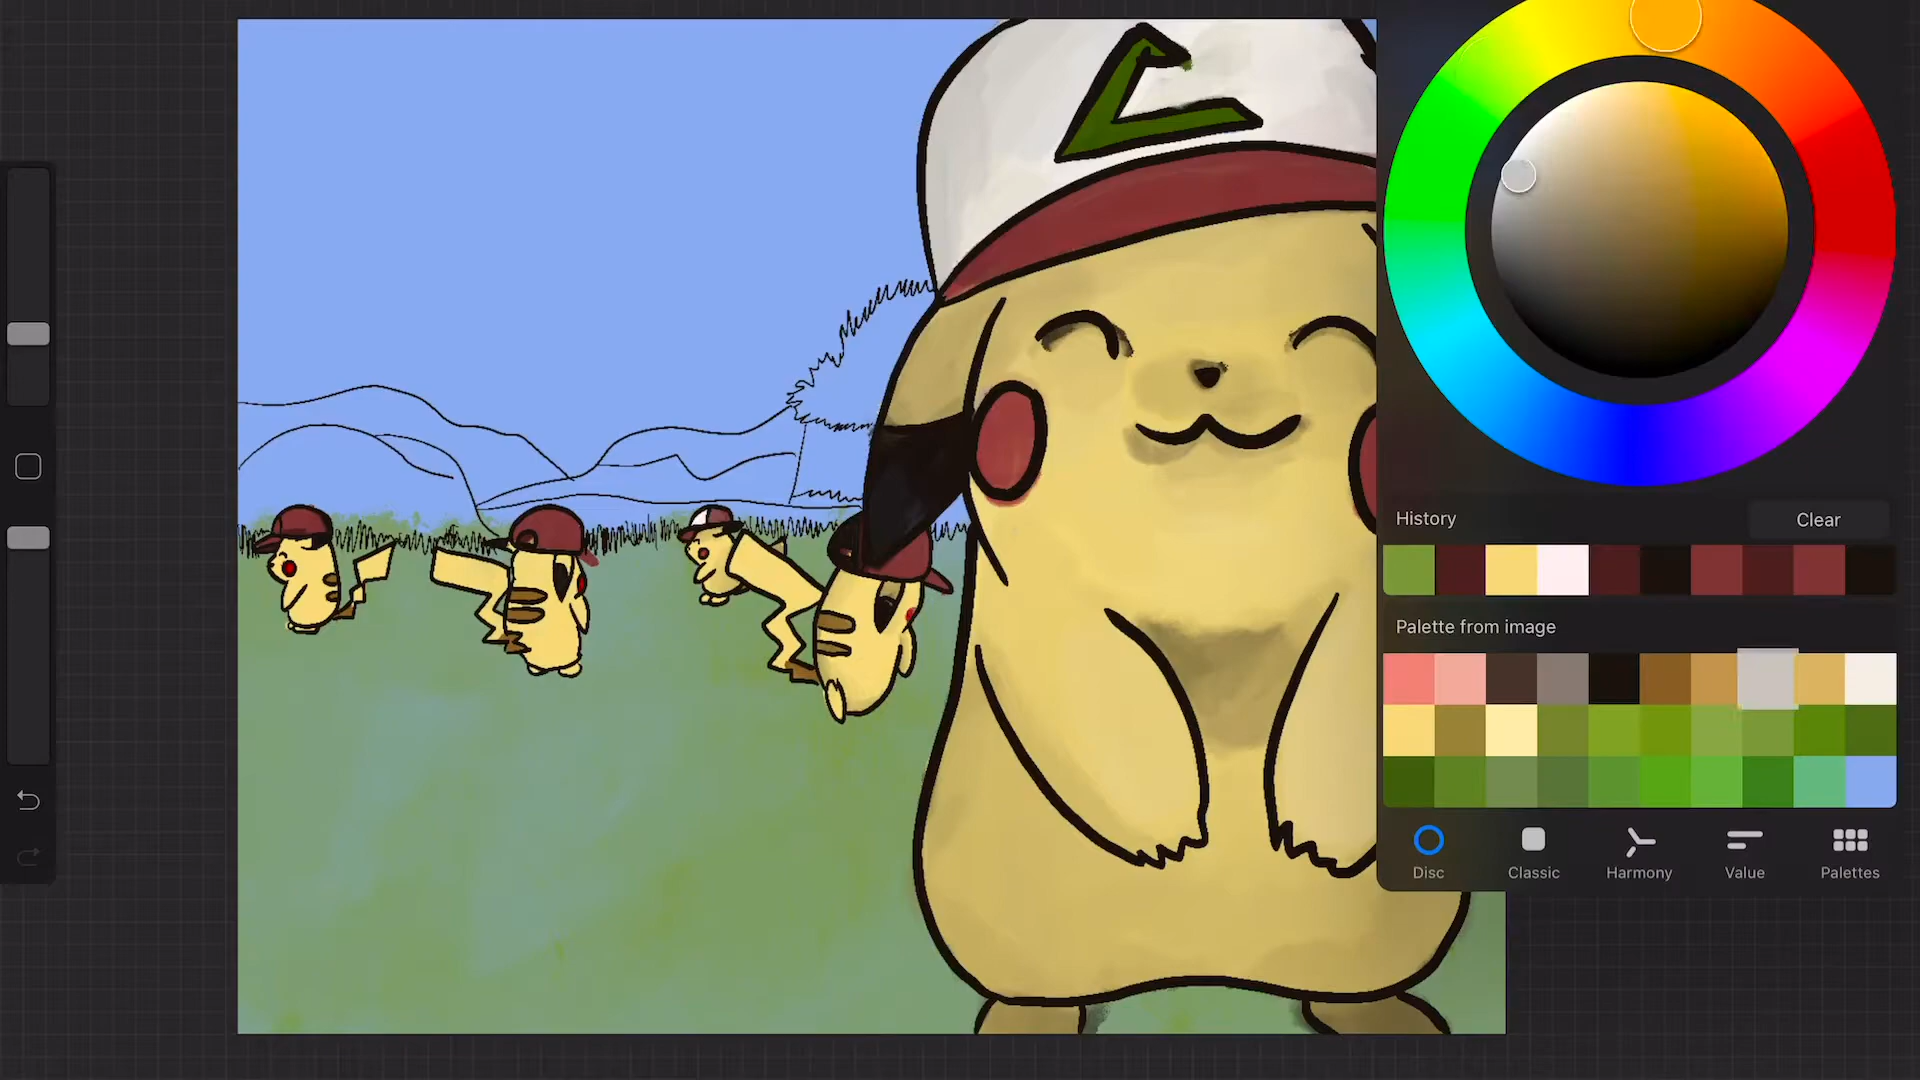 History
Clear
Palette from image
Disc
Classic
Harmony
Value
Palettes